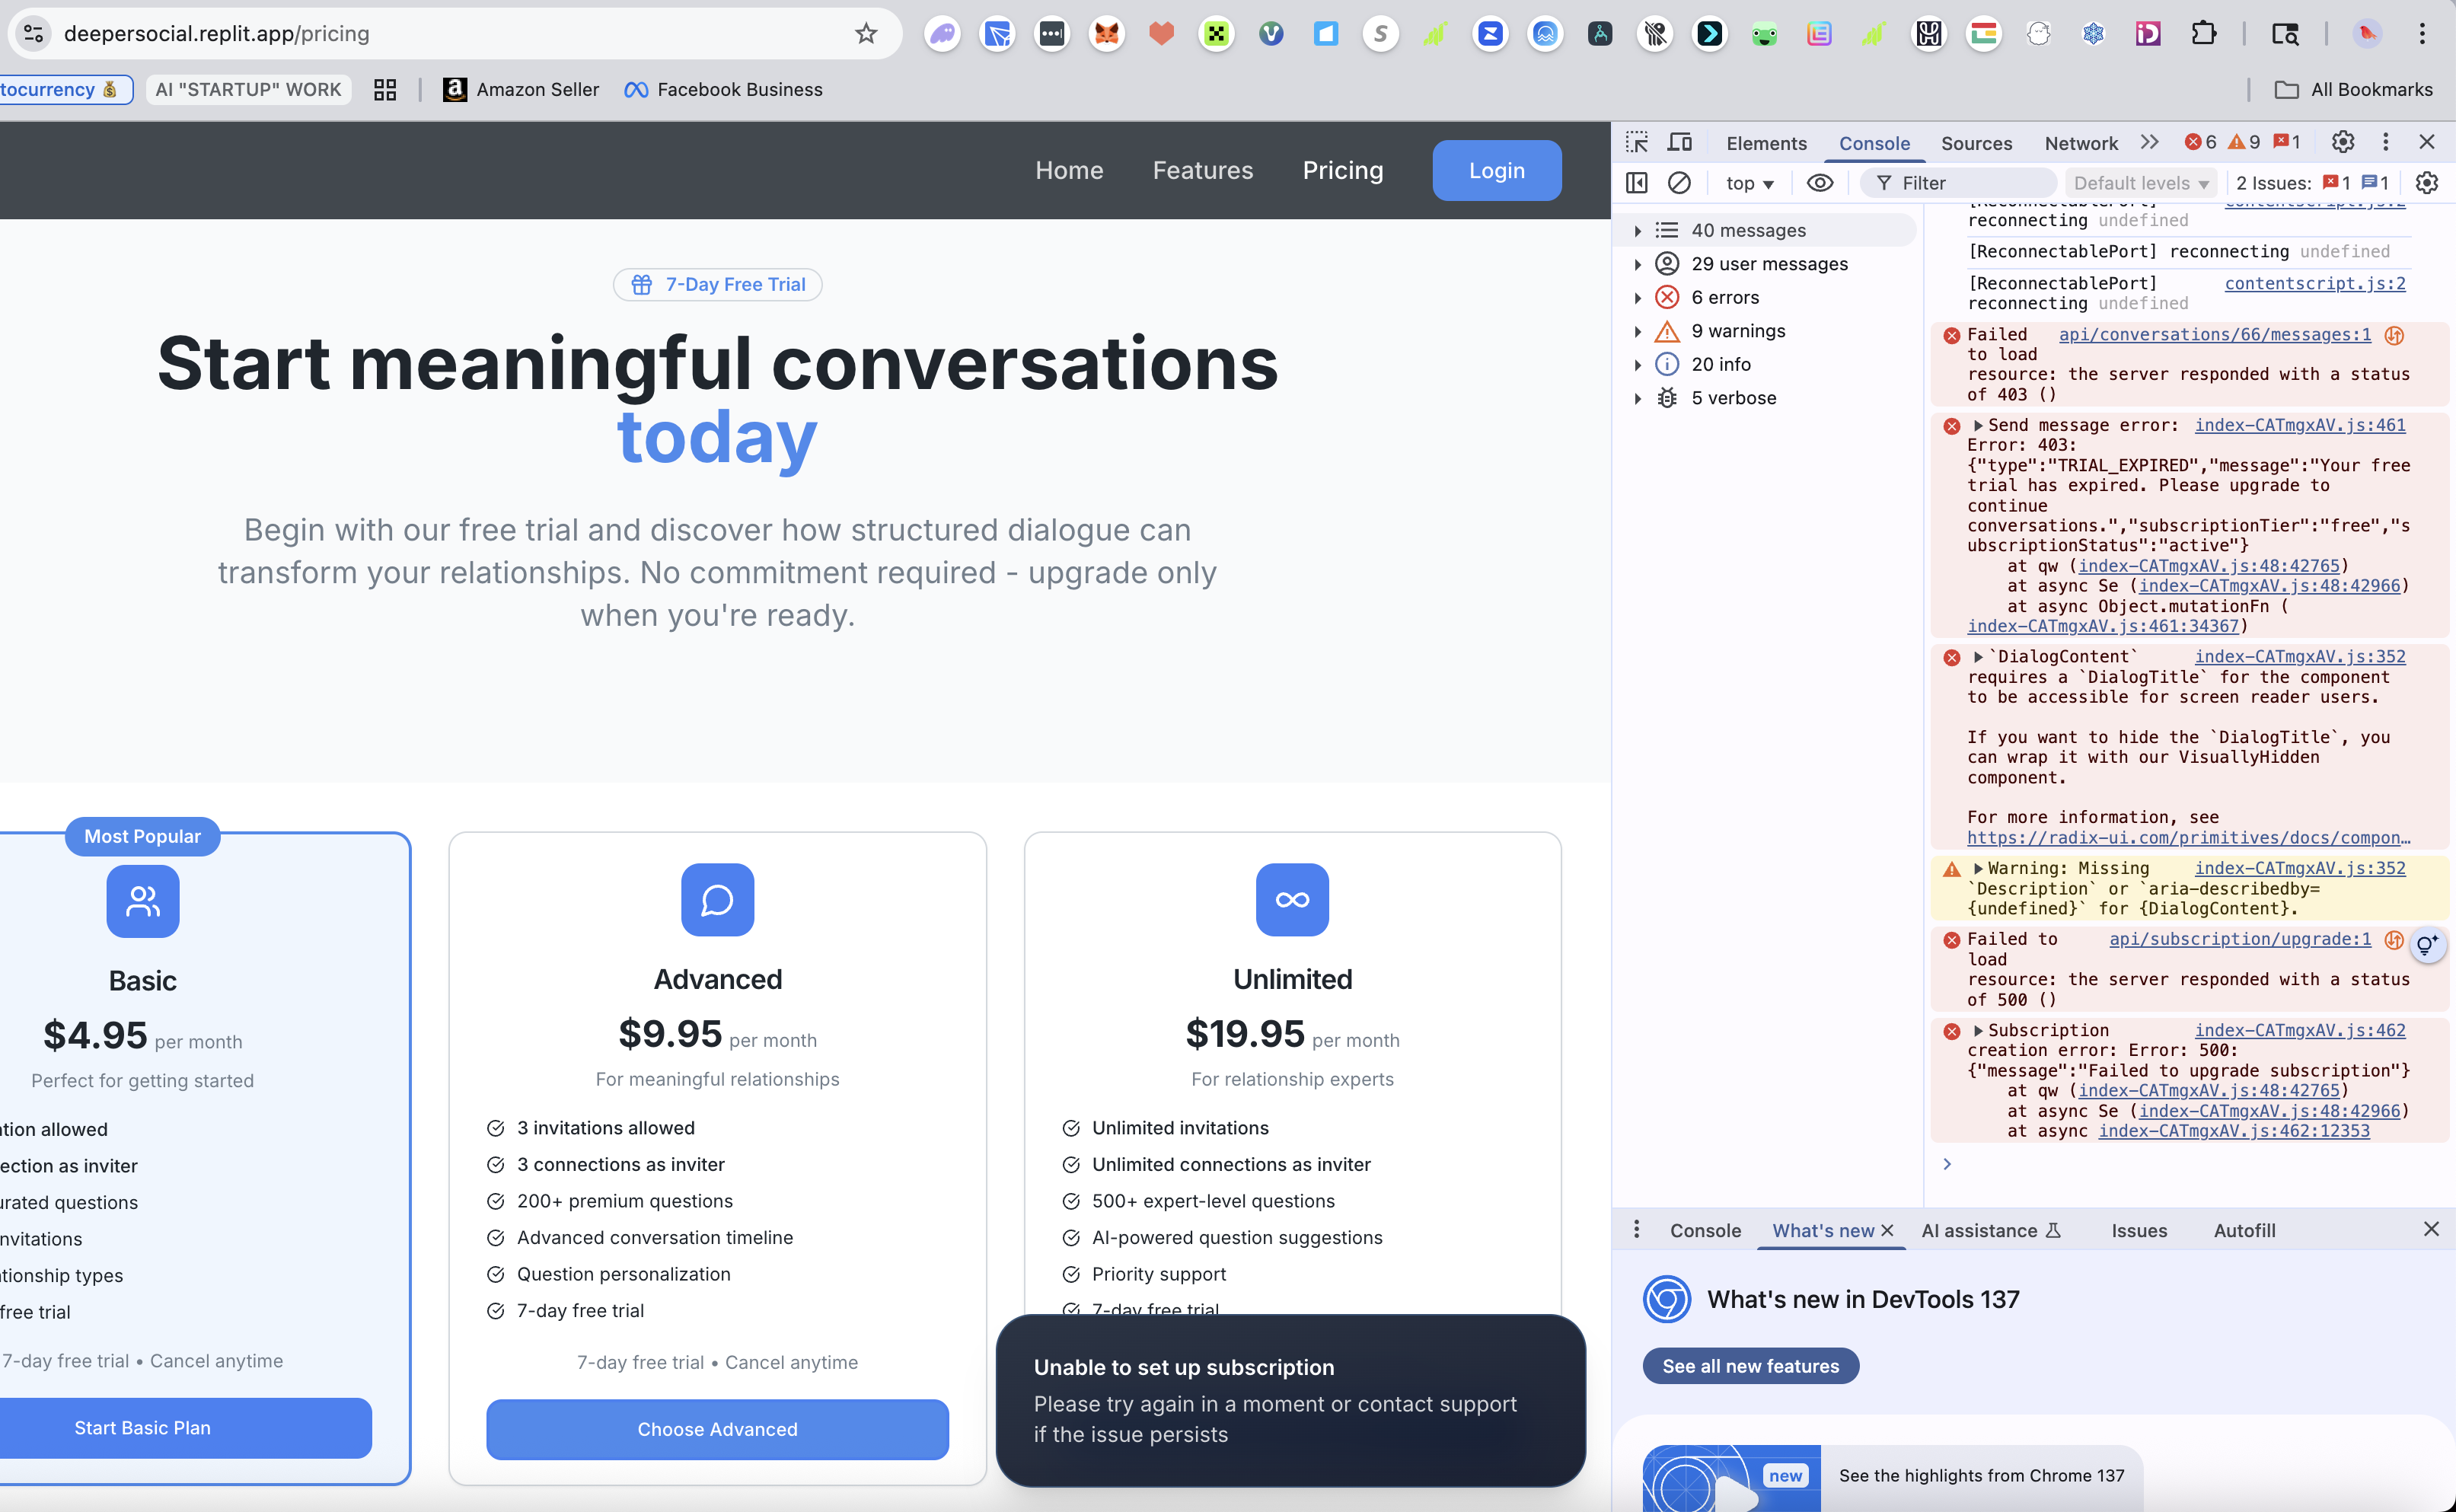 deepersocial.replit.app/pricing
tocurrency 💰
AI "STARTUP" WORK
Amazon Seller
Facebook Business
All Bookmarks
Home
Features
Pricing
Login
7-Day Free Trial
Start meaningful conversations
today
Begin with our free trial and discover how structured dialogue can
transform your relationships. No commitment required - upgrade only
when you're ready.
Most Popular
Basic
$4.95 per month
Perfect for getting started
tion allowed
ection as inviter
urated questions
nvitations
tionship types
free trial
7-day free trial • Cancel anytime
Start Basic Plan
Advanced
$9.95 per month
For meaningful relationships
3 invitations allowed
3 connections as inviter
200+ premium questions
Advanced conversation timeline
Question personalization
7-day free trial
7-day free trial • Cancel anytime
Choose Advanced
Unlimited
$19.95 per month
For relationship experts
Unlimited invitations
Unlimited connections as inviter
500+ expert-level questions
AI-powered question suggestions
Priority support
7-day free trial
Unable to set up subscription
Please try again in a moment or contact support
if the issue persists
Elements
Console
Sources
Network
6
9
1
top
Filter
Default levels
2 Issues: 1 1
40 messages
29 user messages
6 errors
9 warnings
20 info
5 verbose
[ReconnectablePort] contentscript.js:2
reconnecting undefined
[ReconnectablePort] reconnecting undefined
[ReconnectablePort] contentscript.js:2
reconnecting undefined
Failed api/conversations/66/messages:1
to load
resource: the server responded with a status
of 403 ()
Send message error: index-CATmgxAV.js:461
Error: 403:
{"type":"TRIAL_EXPIRED","message":"Your free
trial has expired. Please upgrade to
continue
conversations.","subscriptionTier":"free","s
ubscriptionStatus":"active"}
at qw (index-CATmgxAV.js:48:42765)
at async Se (index-CATmgxAV.js:48:42966)
at async Object.mutationFn (
index-CATmgxAV.js:461:34367)
`DialogContent` index-CATmgxAV.js:352
requires a `DialogTitle` for the component
to be accessible for screen reader users.
If you want to hide the `DialogTitle`, you
can wrap it with our VisuallyHidden
component.
For more information, see
https://radix-ui.com/primitives/docs/compon…
Warning: Missing index-CATmgxAV.js:352
`Description` or `aria-describedby=
{undefined}` for {DialogContent}.
Failed to api/subscription/upgrade:1
load
resource: the server responded with a status
of 500 ()
Subscription index-CATmgxAV.js:462
creation error: Error: 500:
{"message":"Failed to upgrade subscription"}
at qw (index-CATmgxAV.js:48:42765)
at async Se (index-CATmgxAV.js:48:42966)
at async index-CATmgxAV.js:462:12353
Console
What's new
AI assistance
Issues
Autofill
What's new in DevTools 137
See all new features
new
See the highlights from Chrome 137